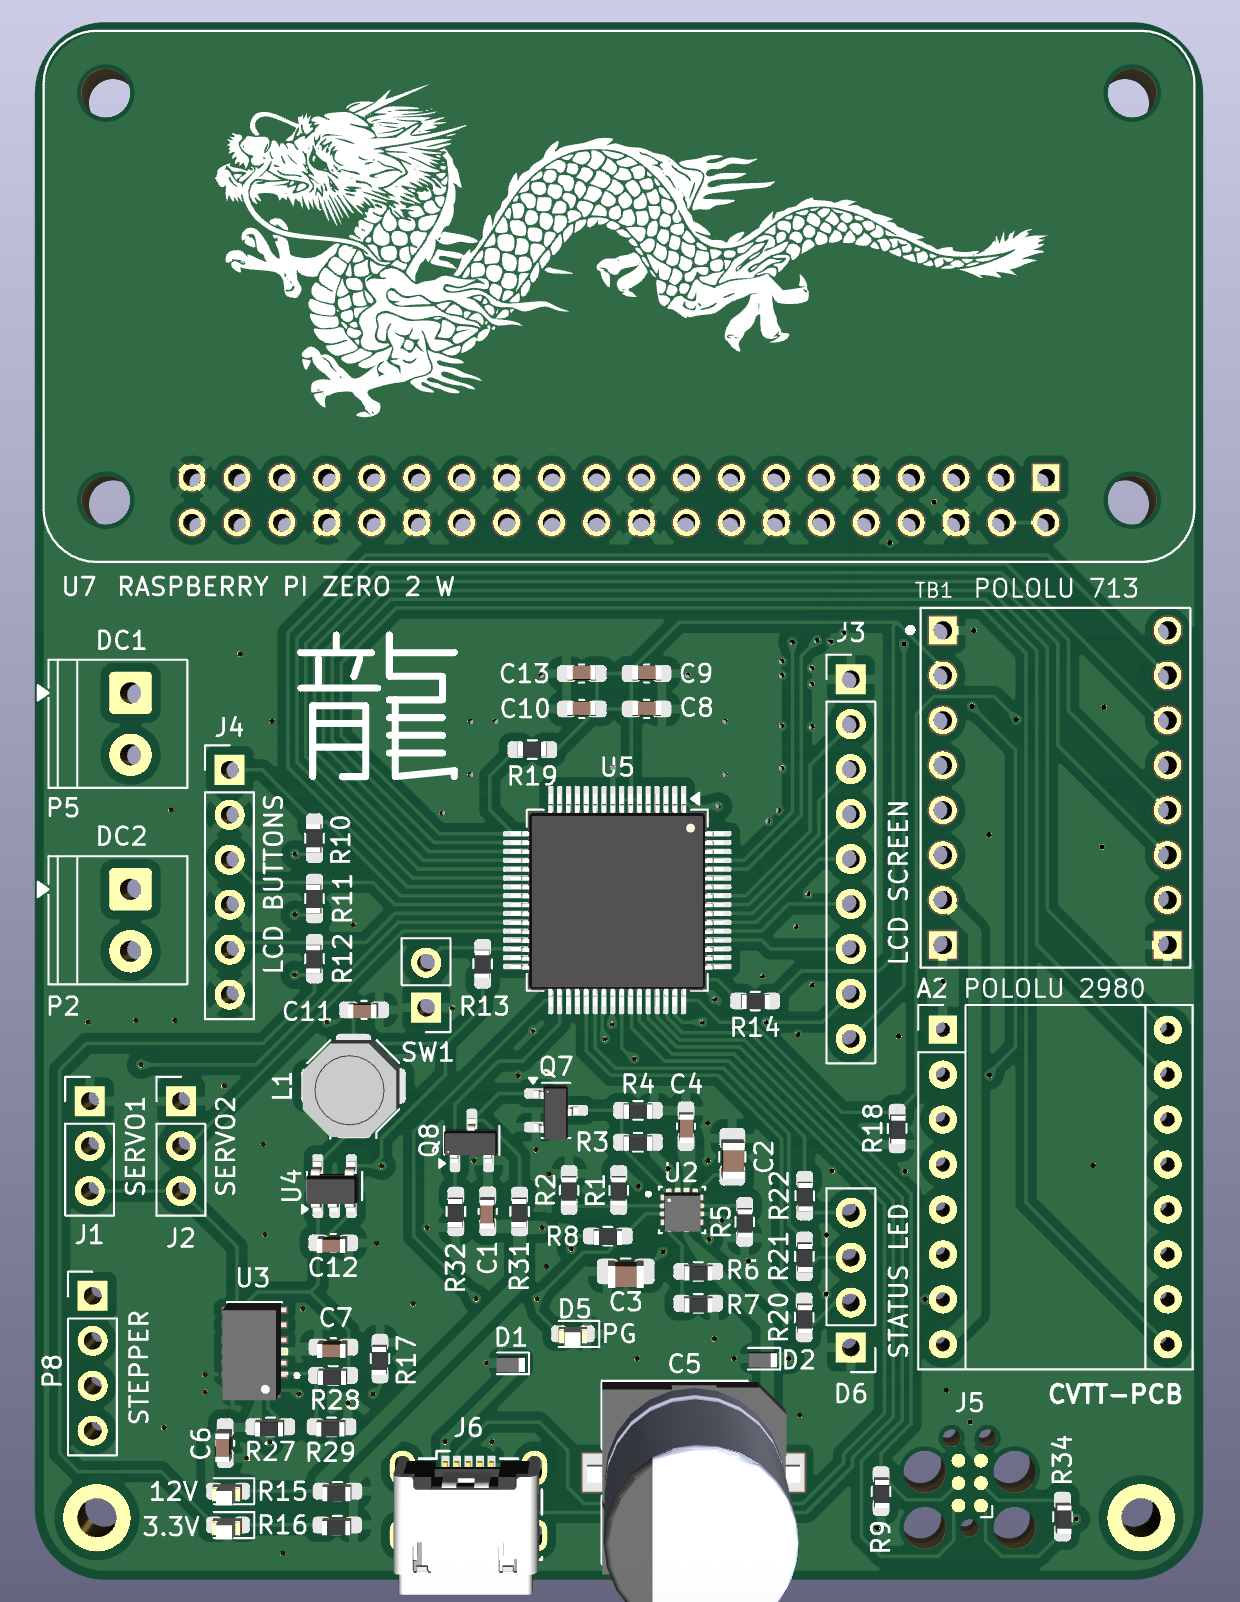 U7 RASPBERRY PI ZERO 2 W
TB1 POLOLU 713
DC1
龍
J3
C13
C9
C10
C8
J4
R19
U5
P5
DC2
LCD BUTTONS
R10
R11
R12
LCD SCREEN
P2
C11
R13
R14
A2 POLOLU 2980
SW1
L1
Q7
R4
C4
SERVO1
SERVO2
Q8
R3
C2
R18
U4
R2
R1
U2
R5
R22
J1
J2
R8
C12
R32
C1
R31
R6
R21
STATUS LED
U3
C3
R7
R20
P8
STEPPER
C7
R17
D5
PG
D1
C5
D2
R28
D6
CVTT-PCB
J5
C6
R27
R29
J6
R34
12V
R15
3.3V
R16
R9